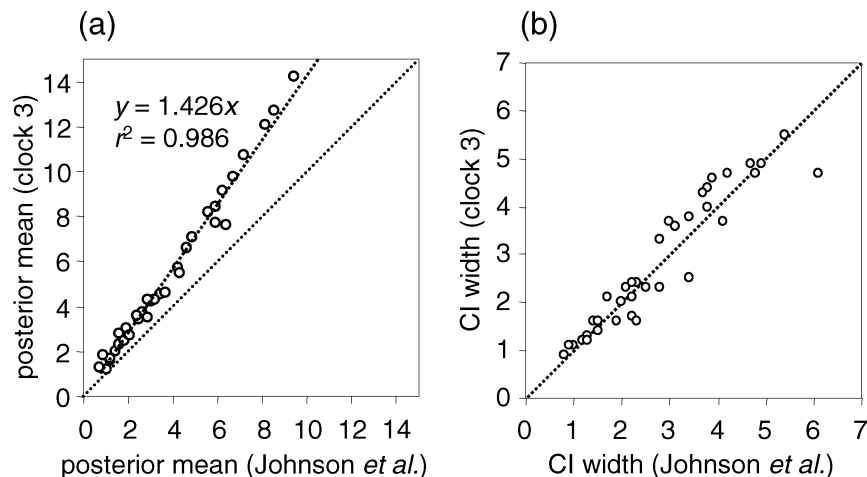 (a)
y = 1.426x
r² = 0.986
posterior mean (clock 3)
14
12
10
8
6
4
2
0
0 2 4 6 8 10 12 14
posterior mean (Johnson et al.)
(b)
CI width (clock 3)
7
6
5
4
3
2
1
0
0 1 2 3 4 5 6 7
CI width (Johnson et al.)